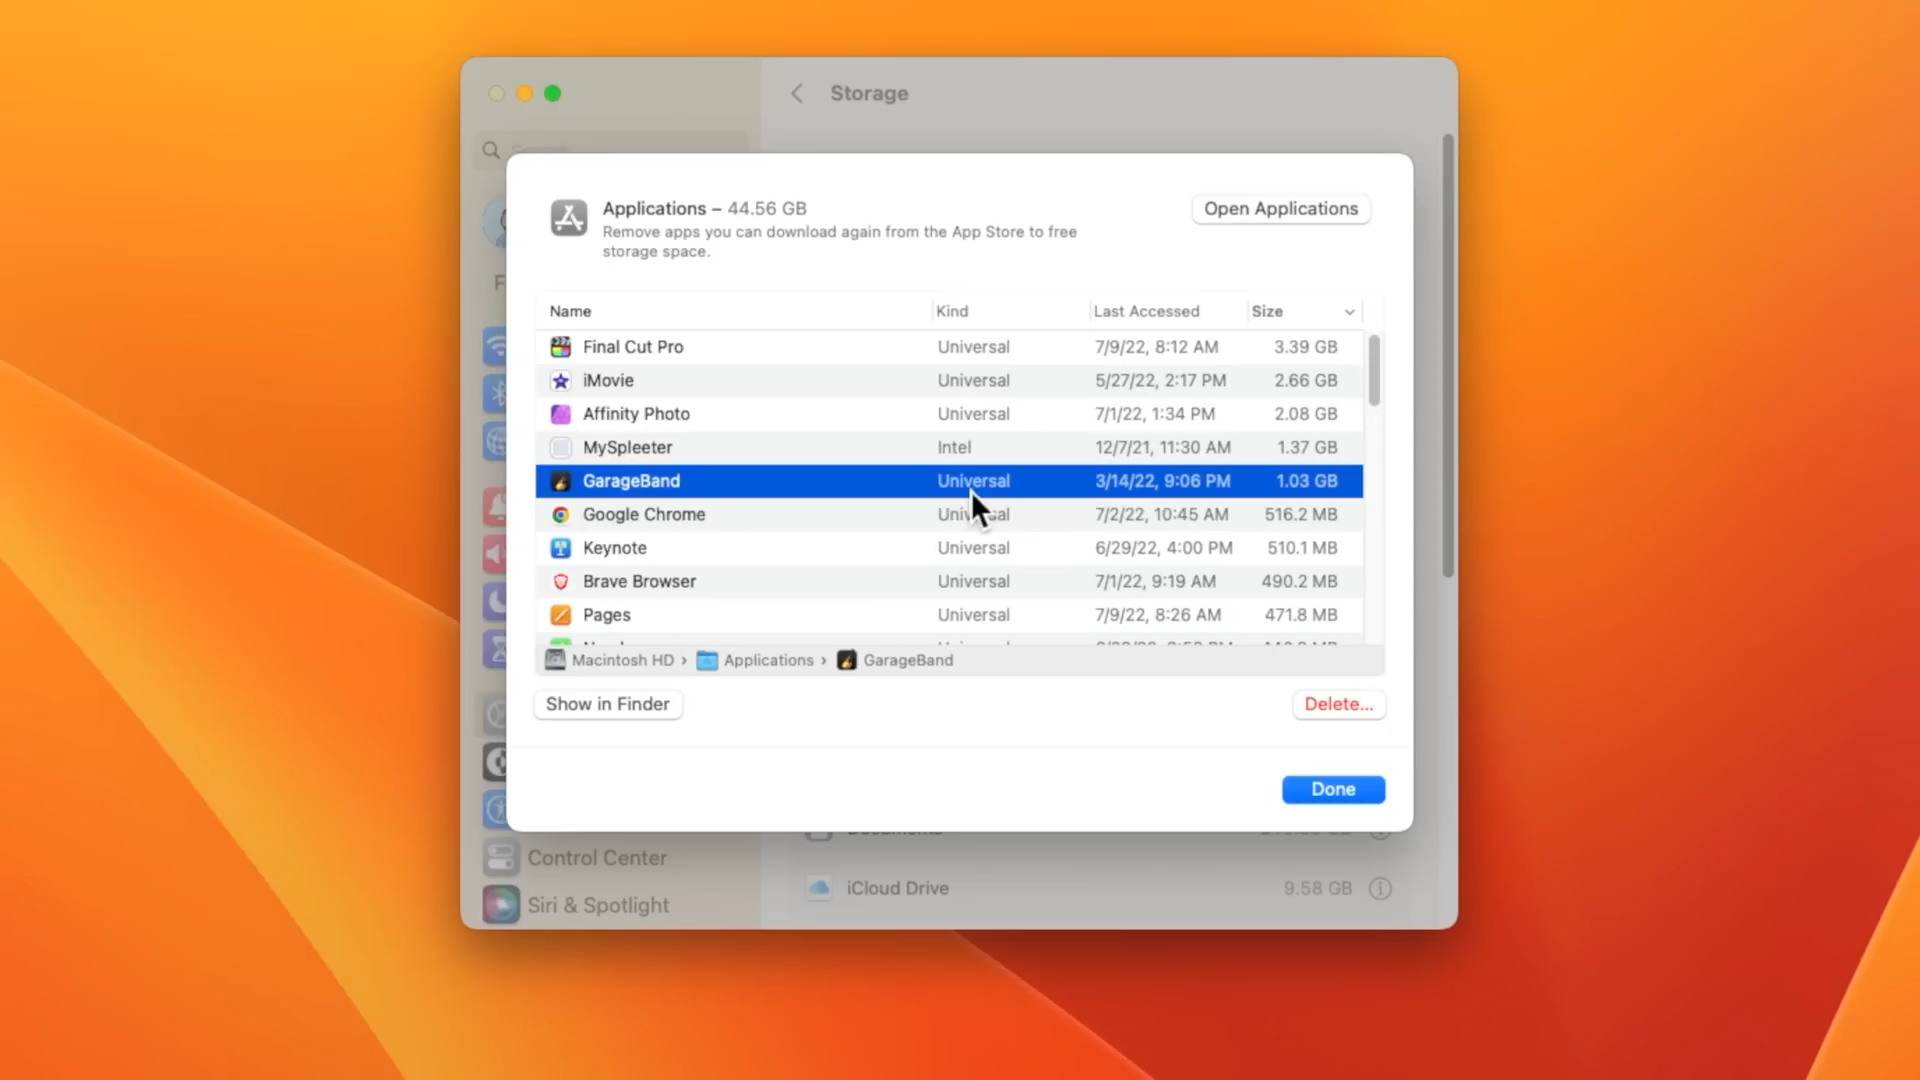 Storage
Applications – 44.56 GB
Open Applications
Remove apps you can download again from the App Store to free
storage space.
Name Kind Last Accessed Size
Final Cut Pro Universal 7/9/22, 8:12 AM 3.39 GB
iMovie Universal 5/27/22, 2:17 PM 2.66 GB
Affinity Photo Universal 7/1/22, 1:34 PM 2.08 GB
MySpleeter Intel 12/7/21, 11:30 AM 1.37 GB
GarageBand Universal 3/14/22, 9:06 PM 1.03 GB
Google Chrome Universal 7/2/22, 10:45 AM 516.2 MB
Keynote Universal 6/29/22, 4:00 PM 510.1 MB
Brave Browser Universal 7/1/22, 9:19 AM 490.2 MB
Pages Universal 7/9/22, 8:26 AM 471.8 MB
Macintosh HD › Applications › GarageBand
Show in Finder
Delete...
Done
Documents
Control Center
iCloud Drive 9.58 GB
Siri & Spotlight